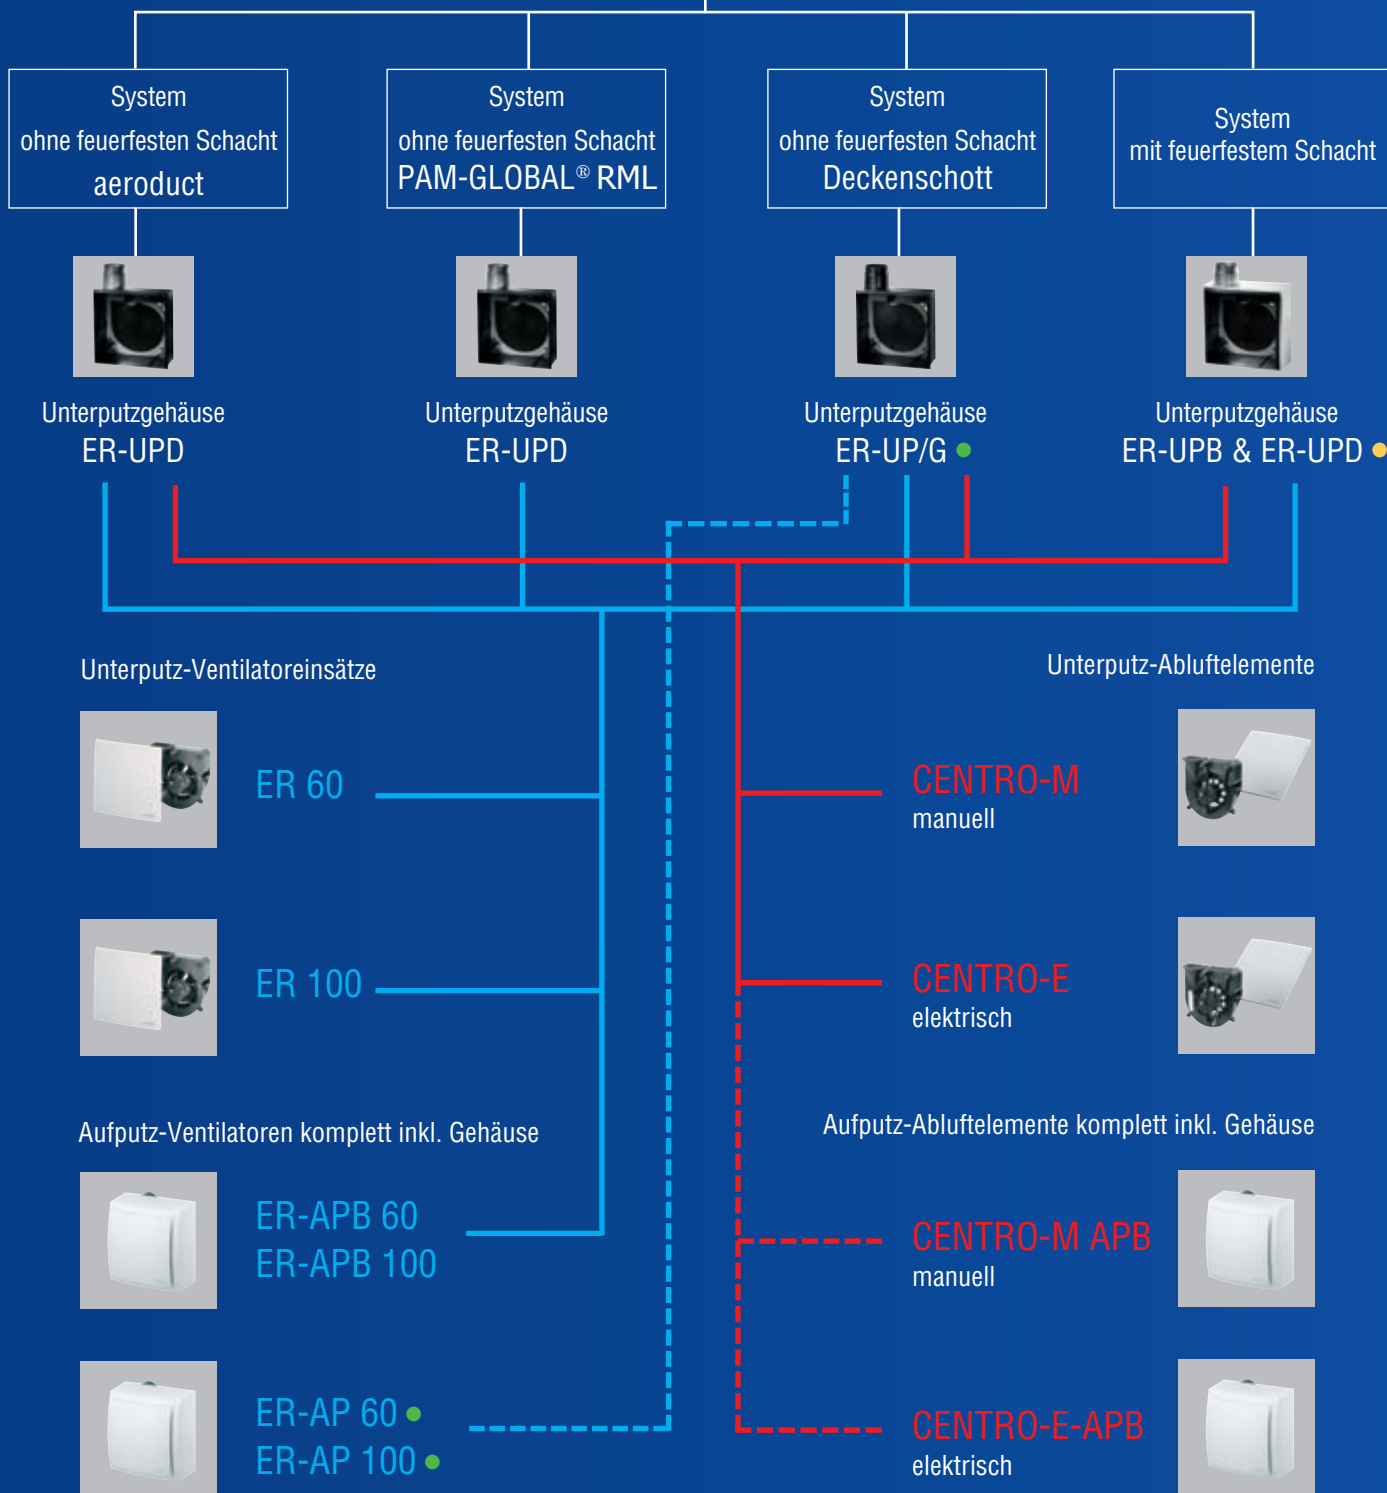 System
ohne feuerfesten Schacht
aeroduct
System
ohne feuerfesten Schacht
PAM-GLOBAL® RML
System
ohne feuerfesten Schacht
Deckenschott
System
mit feuerfestem Schacht
Unterputzgehäuse
ER-UPD
Unterputzgehäuse
ER-UPD
Unterputzgehäuse
ER-UP/G
Unterputzgehäuse
ER-UPB & ER-UPD
Unterputz-Ventilatoreinsätze
ER 60
ER 100
Aufputz-Ventilatoren komplett inkl. Gehäuse
ER-APB 60
ER-APB 100
ER-AP 60
ER-AP 100
Unterputz-Abluftelemente
CENTRO-M
manuell
CENTRO-E
elektrisch
Aufputz-Abluftelemente komplett inkl. Gehäuse
CENTRO-M APB
manuell
CENTRO-E-APB
elektrisch